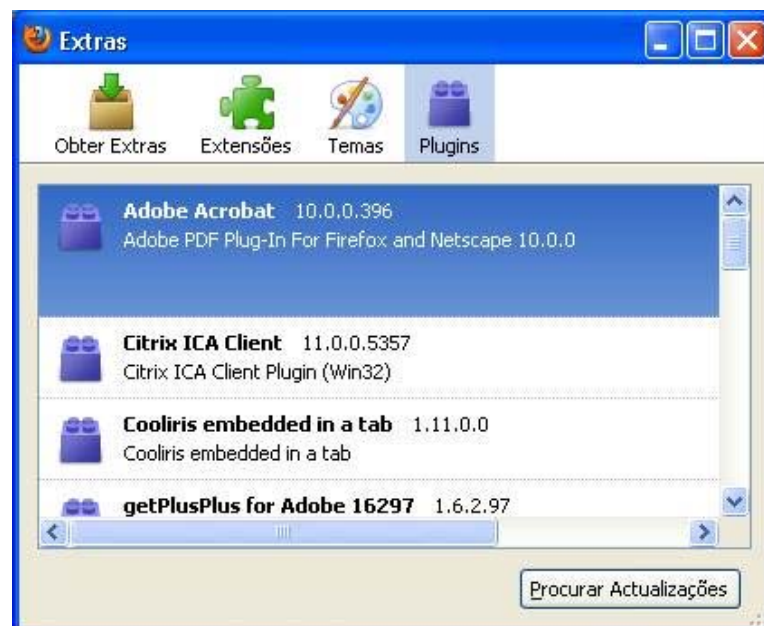 Extras
Obter Extras Extensões Temas Plugins
Adobe Acrobat 10.0.0.396
Adobe PDF Plug-In For Firefox and Netscape 10.0.0
Citrix ICA Client 11.0.0.5357
Citrix ICA Client Plugin (Win32)
Cooliris embedded in a tab 1.11.0.0
Cooliris embedded in a tab
getPlusPlus for Adobe 16297 1.6.2.97
Procurar Actualizações